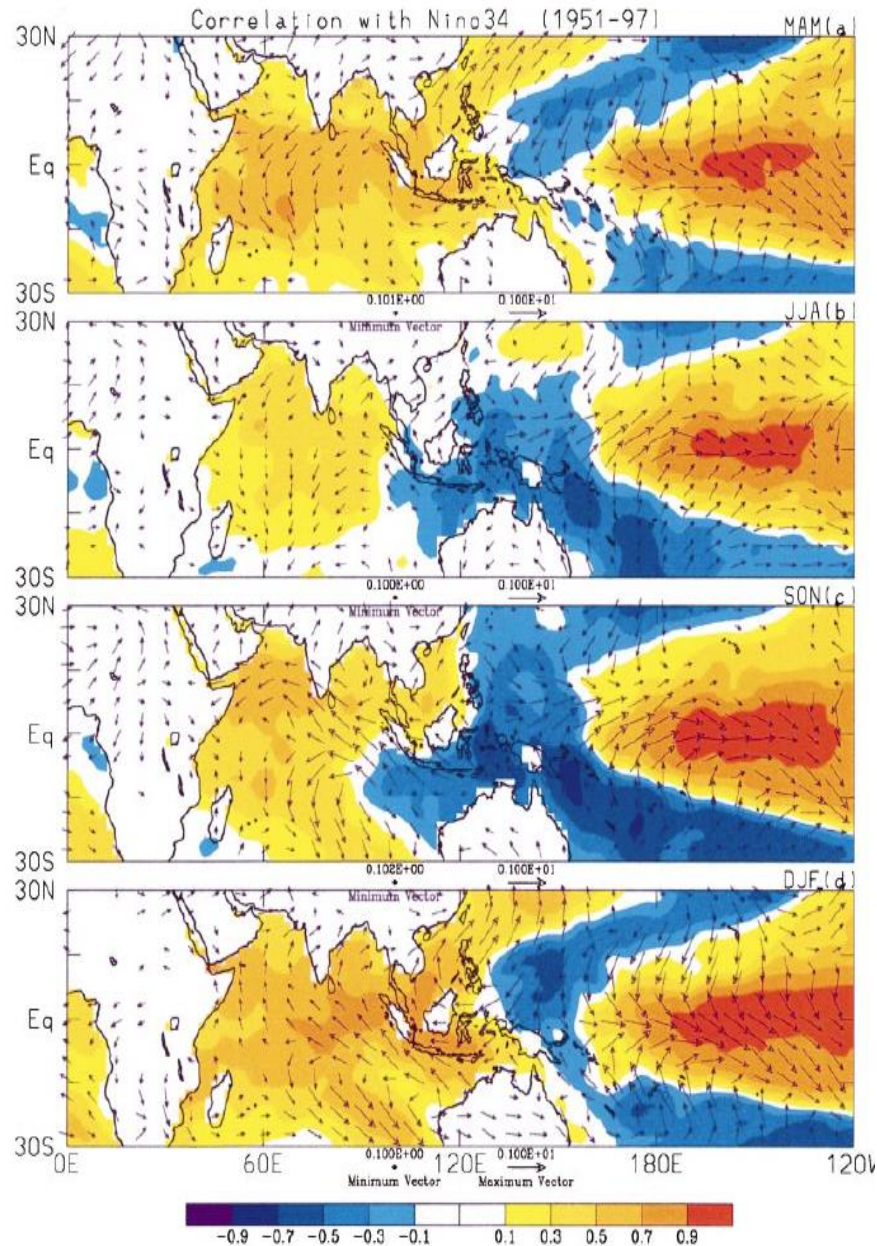 Correlation with Nino34 (1951-97)
MAM(a)
30N
Eq
30S
0.101E+00 0.100E+01
Minimum Vector
JJA(b)
30N
Eq
30S
0.100E+00 0.100E+01
Minimum Vector
SON(c)
30N
Eq
30S
0.102E+00 0.100E+01
Minimum Vector
DJF(d)
30N
Eq
30S
0E 60E 120E 180E 120W
0.100E+00 0.100E+01
Minimum Vector Maximum Vector
-0.9 -0.7 -0.5 -0.3 -0.1 0.1 0.3 0.5 0.7 0.9